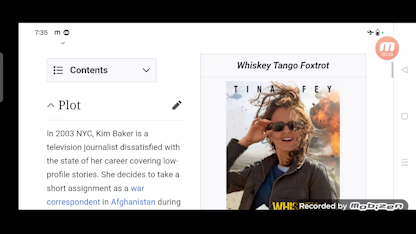 7:35
Contents
Whiskey Tango Foxtrot
Plot
TINA FEY
In 2003 NYC, Kim Baker is a
television journalist dissatisfied with
the state of her career covering low-
profile stories. She decides to take a
short assignment as a war
correspondent in Afghanistan during
WHIS
Recorded by MOBIZEN